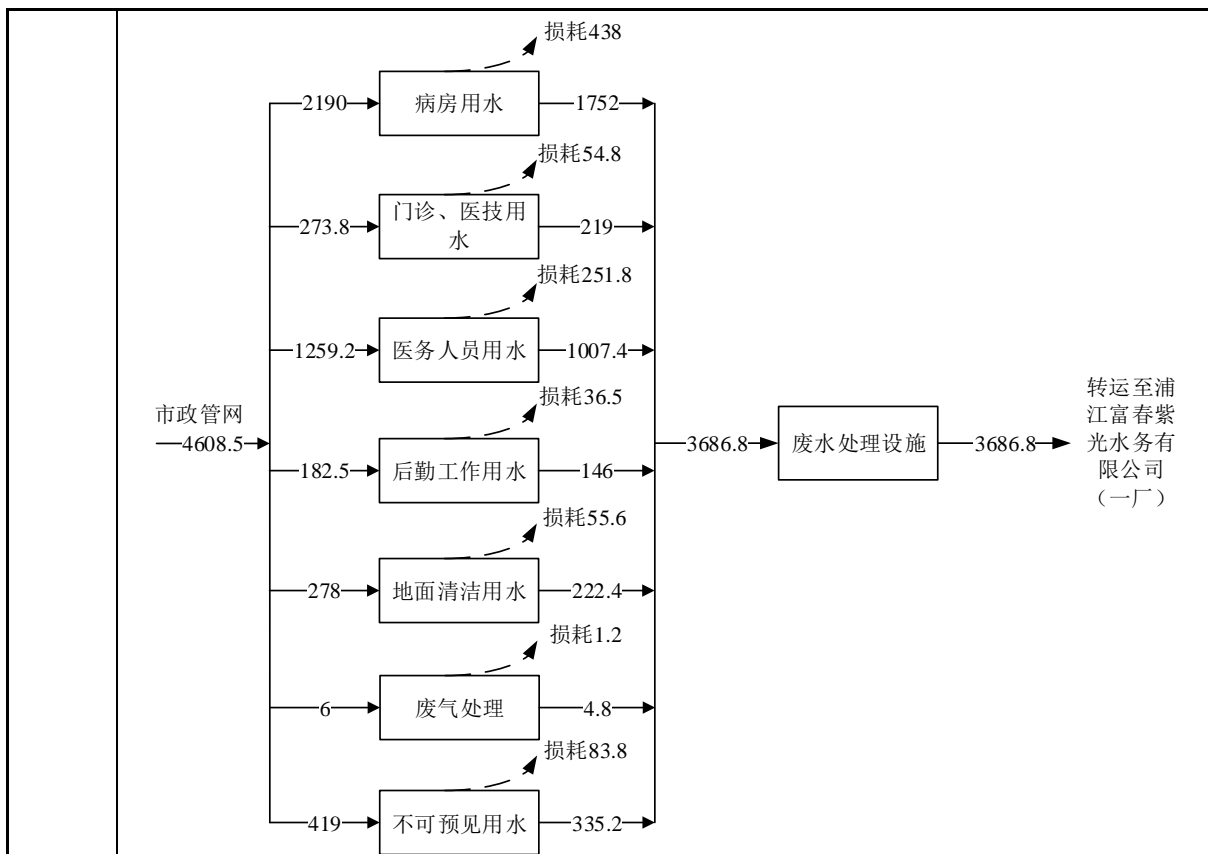 损耗438
2190
病房用水
1752
损耗54.8
273.8
门诊、医技用
水
219
损耗251.8
1259.2
医务人员用水
1007.4
损耗36.5
市政管网
4608.5
182.5
后勤工作用水
146
3686.8
废水处理设施
3686.8
转运至浦
江富春紫
光水务有
限公司
（一厂）
损耗55.6
278
地面清洁用水
222.4
损耗1.2
6
废气处理
4.8
损耗83.8
419
不可预见用水
335.2